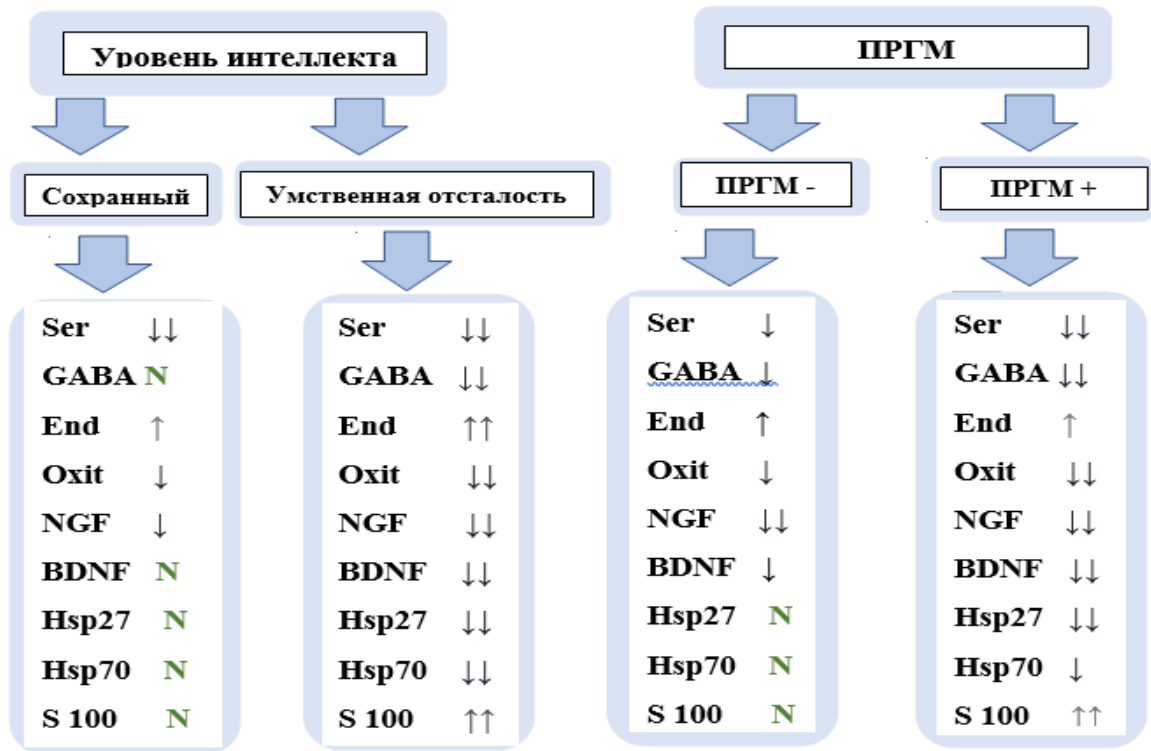 Уровень интеллекта
ПРГМ
Сохранный
Умственная отсталость
ПРГМ -
ПРГМ +
Ser ↓↓
GABA N
End ↑
Oxit ↓
NGF ↓
BDNF N
Hsp27 N
Hsp70 N
S 100 N
Ser ↓↓
GABA ↓↓
End ↑↑
Oxit ↓↓
NGF ↓↓
BDNF ↓↓
Hsp27 ↓↓
Hsp70 ↓↓
S 100 ↑↑
Ser ↓
GABA ↓
End ↑
Oxit ↓
NGF ↓↓
BDNF ↓
Hsp27 N
Hsp70 N
S 100 N
Ser ↓↓
GABA ↓↓
End ↑
Oxit ↓↓
NGF ↓↓
BDNF ↓↓
Hsp27 ↓↓
Hsp70 ↓
S 100 ↑↑